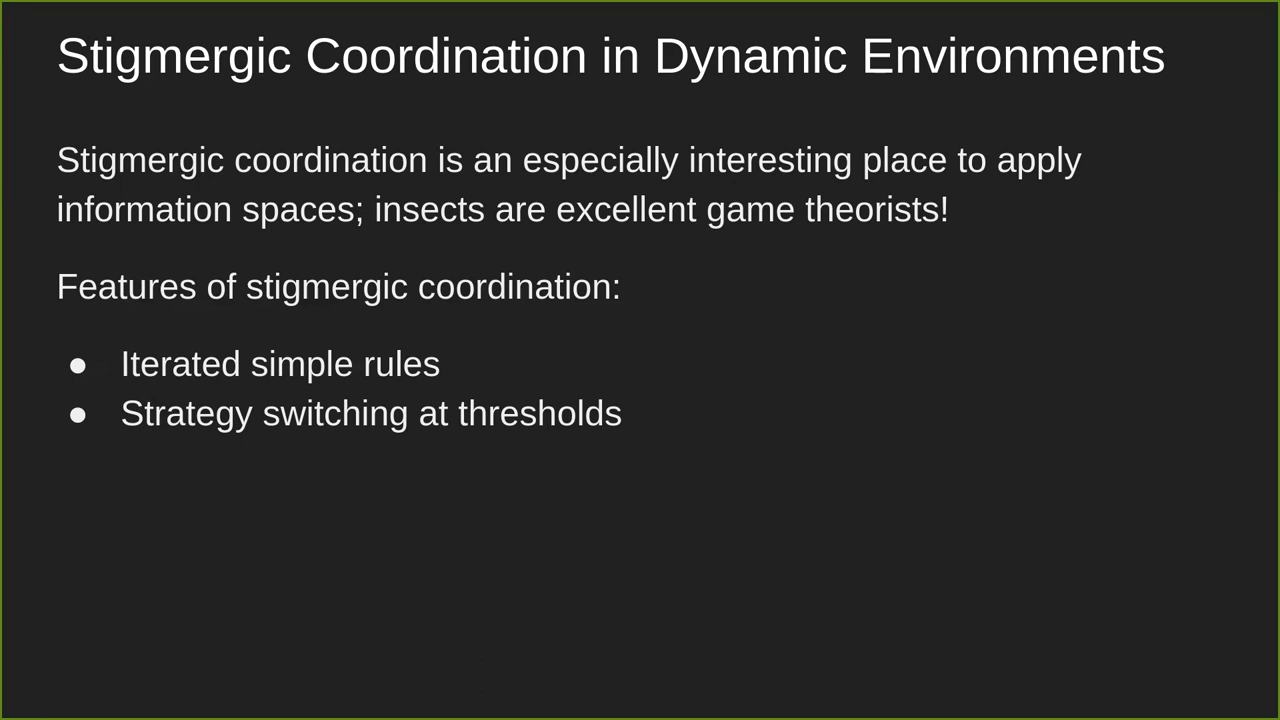 Stigmergic Coordination in Dynamic Environments
Stigmergic coordination is an especially interesting place to apply
information spaces; insects are excellent game theorists!
Features of stigmergic coordination:
● Iterated simple rules
● Strategy switching at thresholds